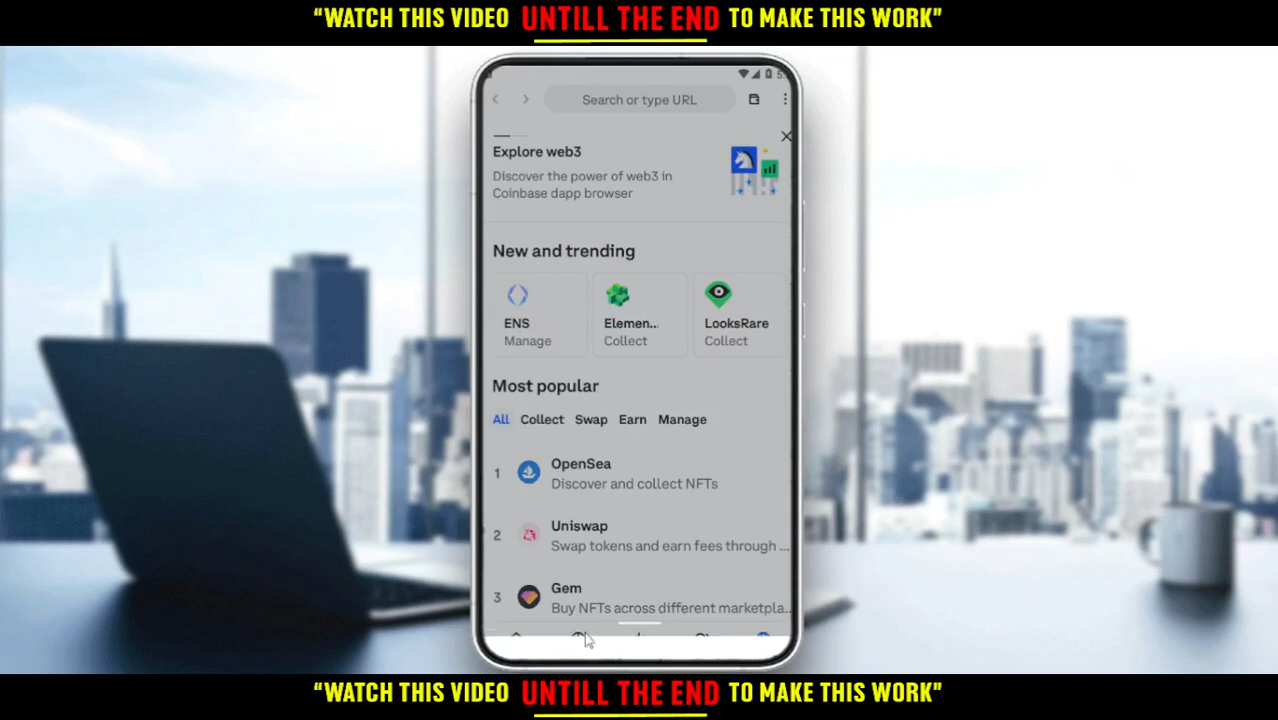 “WATCH THIS VIDEO UNTILL THE END TO MAKE THIS WORK”
Search or type URL
Explore web3
Discover the power of web3 in
Coinbase dapp browser
New and trending
ENS
Manage
Elemen...
Collect
LooksRare
Collect
Most popular
All Collect Swap Earn Manage
1 OpenSea
Discover and collect NFTs
2 Uniswap
Swap tokens and earn fees through ...
3 Gem
Buy NFTs across different marketpla...
“WATCH THIS VIDEO UNTILL THE END TO MAKE THIS WORK”